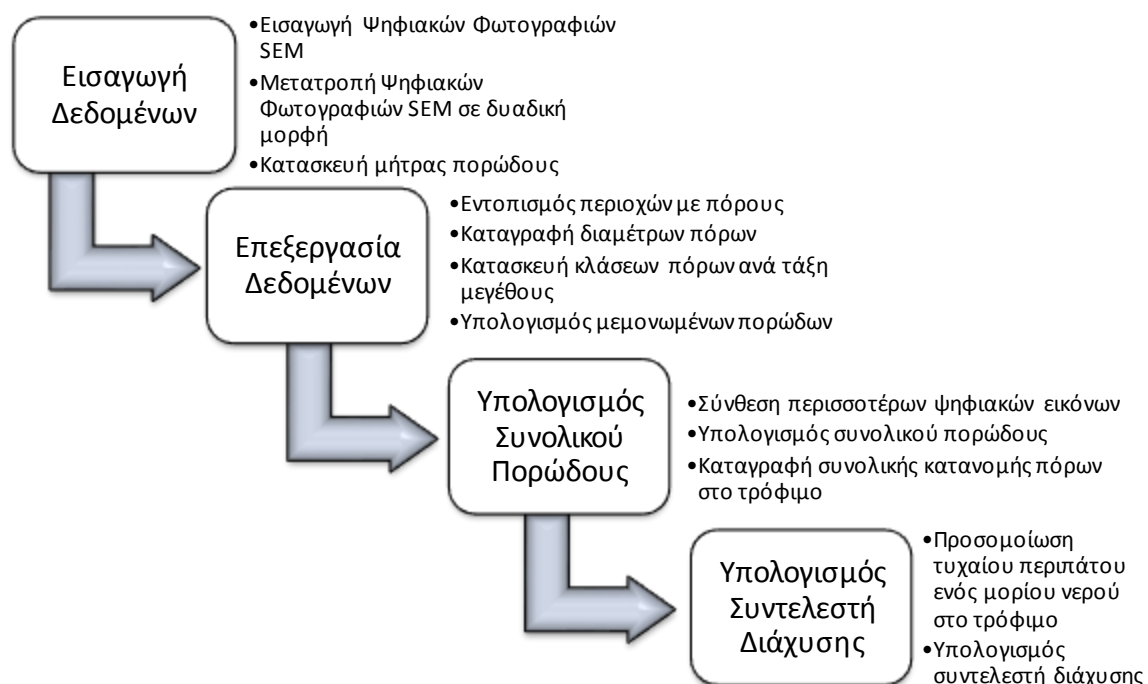 Εισαγωγή
Δεδομένων
•Εισαγωγή Ψηφιακών Φωτογραφιών
SEM
•Μετατροπή Ψηφιακών
Φωτογραφιών SEM σε δυαδική
μορφή
•Κατασκευή μήτρας πορώδους
Επεξεργασία
Δεδομένων
•Εντοπισμός περιοχών με πόρους
•Καταγραφή διαμέτρων πόρων
•Κατασκευή κλάσεων πόρων ανά τάξη
μεγέθους
•Υπολογισμός μεμονωμένων πορώδων
Υπολογισμός
Συνολικού
Πορώδους
•Σύνθεση περισσοτέρων ψηφιακών εικόνων
•Υπολογισμός συνολικού πορώδους
•Καταγραφή συνολικής κατανομής πόρων
στο τρόφιμο
Υπολογισμός
Συντελεστή
Διάχυσης
•Προσομοίωση
τυχαίου περιπάτου
ενός μορίου νερού
στο τρόφιμο
•Υπολογισμός
συντελεστή διάχυσης